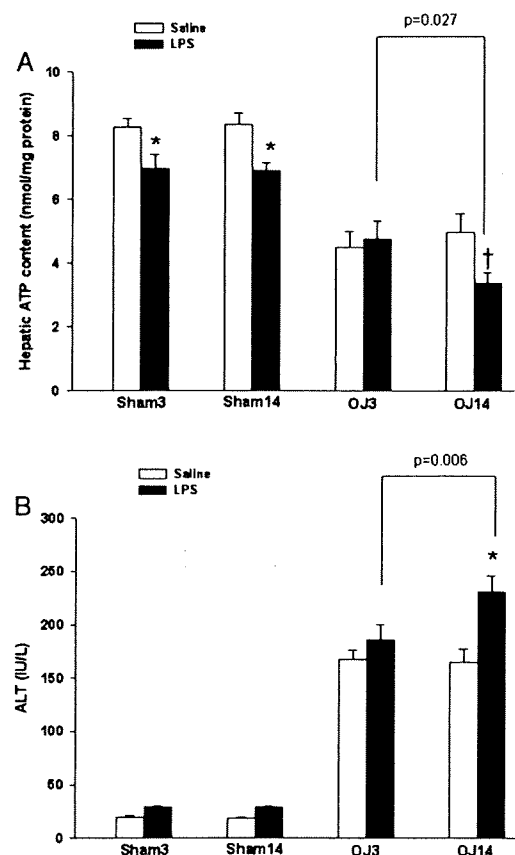 Saline
LPS
p=0.027
A
10
8
6
4
2
0
Hepatic ATP content (nmol/mg protein)
*
*
†
Sham3
Sham14
OJ3
OJ14
Saline
LPS
p=0.006
B
300
250
200
150
100
50
0
ALT (IU/L)
*
Sham3
Sham14
OJ3
OJ14